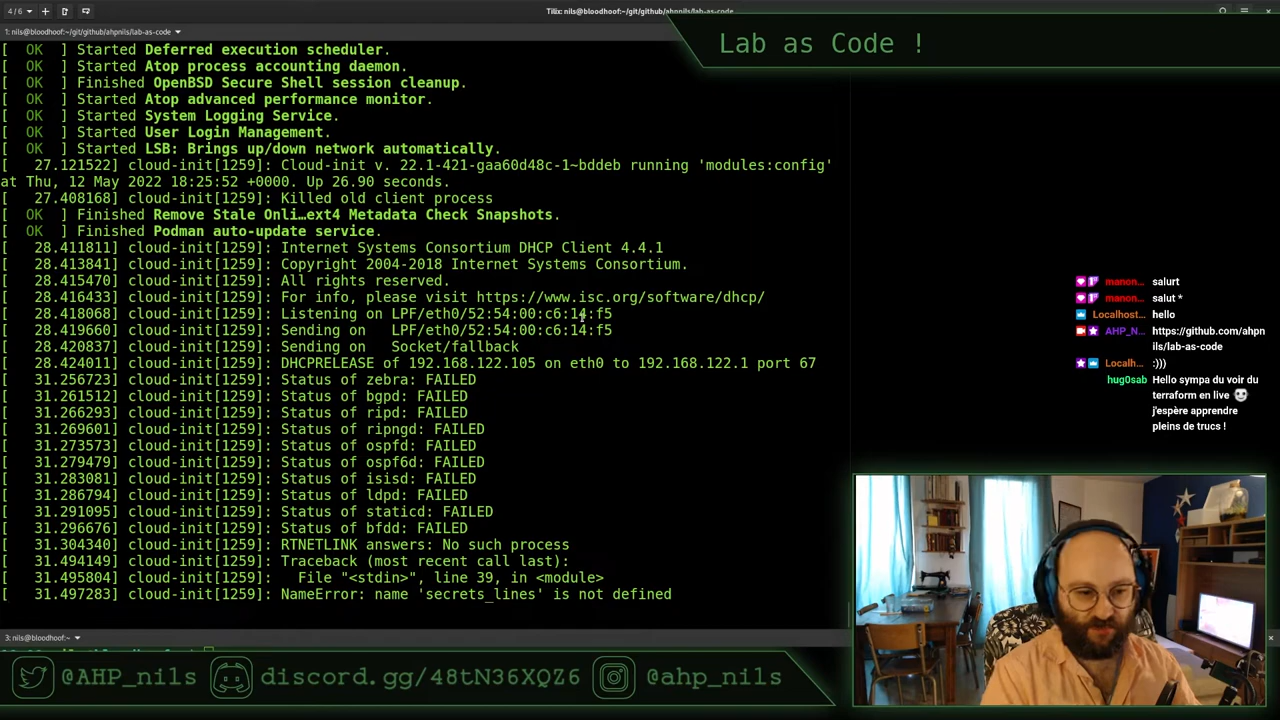 4 / 6
Tilix: nils@bloodhoof:~/git/github/ahpnils/lab-as-code
1: nils@bloodhoof:~/git/github/ahpnils/lab-as-code
Lab as Code !
[  OK  ] Started Deferred execution scheduler.
[  OK  ] Started Atop process accounting daemon.
[  OK  ] Finished OpenBSD Secure Shell session cleanup.
[  OK  ] Started Atop advanced performance monitor.
[  OK  ] Started System Logging Service.
[  OK  ] Started User Login Management.
[  OK  ] Started LSB: Brings up/down network automatically.
[   27.121522] cloud-init[1259]: Cloud-init v. 22.1-421-gaa60d48c-1~bddeb running 'modules:config'
at Thu, 12 May 2022 18:25:52 +0000. Up 26.90 seconds.
[   27.408168] cloud-init[1259]: Killed old client process
[  OK  ] Finished Remove Stale Onli…ext4 Metadata Check Snapshots.
[  OK  ] Finished Podman auto-update service.
[   28.411811] cloud-init[1259]: Internet Systems Consortium DHCP Client 4.4.1
[   28.413841] cloud-init[1259]: Copyright 2004-2018 Internet Systems Consortium.
[   28.415470] cloud-init[1259]: All rights reserved.
[   28.416433] cloud-init[1259]: For info, please visit https://www.isc.org/software/dhcp/
[   28.418068] cloud-init[1259]: Listening on LPF/eth0/52:54:00:c6:14:f5
[   28.419660] cloud-init[1259]: Sending on   LPF/eth0/52:54:00:c6:14:f5
[   28.420837] cloud-init[1259]: Sending on   Socket/fallback
[   28.424011] cloud-init[1259]: DHCPRELEASE of 192.168.122.105 on eth0 to 192.168.122.1 port 67
[   31.256723] cloud-init[1259]: Status of zebra: FAILED
[   31.261512] cloud-init[1259]: Status of bgpd: FAILED
[   31.266293] cloud-init[1259]: Status of ripd: FAILED
[   31.269601] cloud-init[1259]: Status of ripngd: FAILED
[   31.273573] cloud-init[1259]: Status of ospfd: FAILED
[   31.279479] cloud-init[1259]: Status of ospf6d: FAILED
[   31.283081] cloud-init[1259]: Status of isisd: FAILED
[   31.286794] cloud-init[1259]: Status of ldpd: FAILED
[   31.291095] cloud-init[1259]: Status of staticd: FAILED
[   31.296676] cloud-init[1259]: Status of bfdd: FAILED
[   31.304340] cloud-init[1259]: RTNETLINK answers: No such process
[   31.494149] cloud-init[1259]: Traceback (most recent call last):
[   31.495804] cloud-init[1259]:   File "<stdin>", line 39, in <module>
[   31.497283] cloud-init[1259]: NameError: name 'secrets_lines' is not defined
manon... salurt
manon... salut *
Localhost... hello
AHP_N... https://github.com/ahpn
ils/lab-as-code
Localh... :)))
hug0sab Hello sympa du voir du
terraform en live
j'espère apprendre
pleins de trucs !
3: nils@bloodhoof:~
@AHP_nils discord.gg/48tN36XQZ6 @ahp_nils